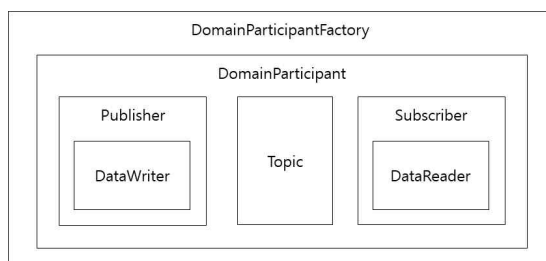 DomainParticipantFactory
DomainParticipant
Publisher
DataWriter
Topic
Subscriber
DataReader